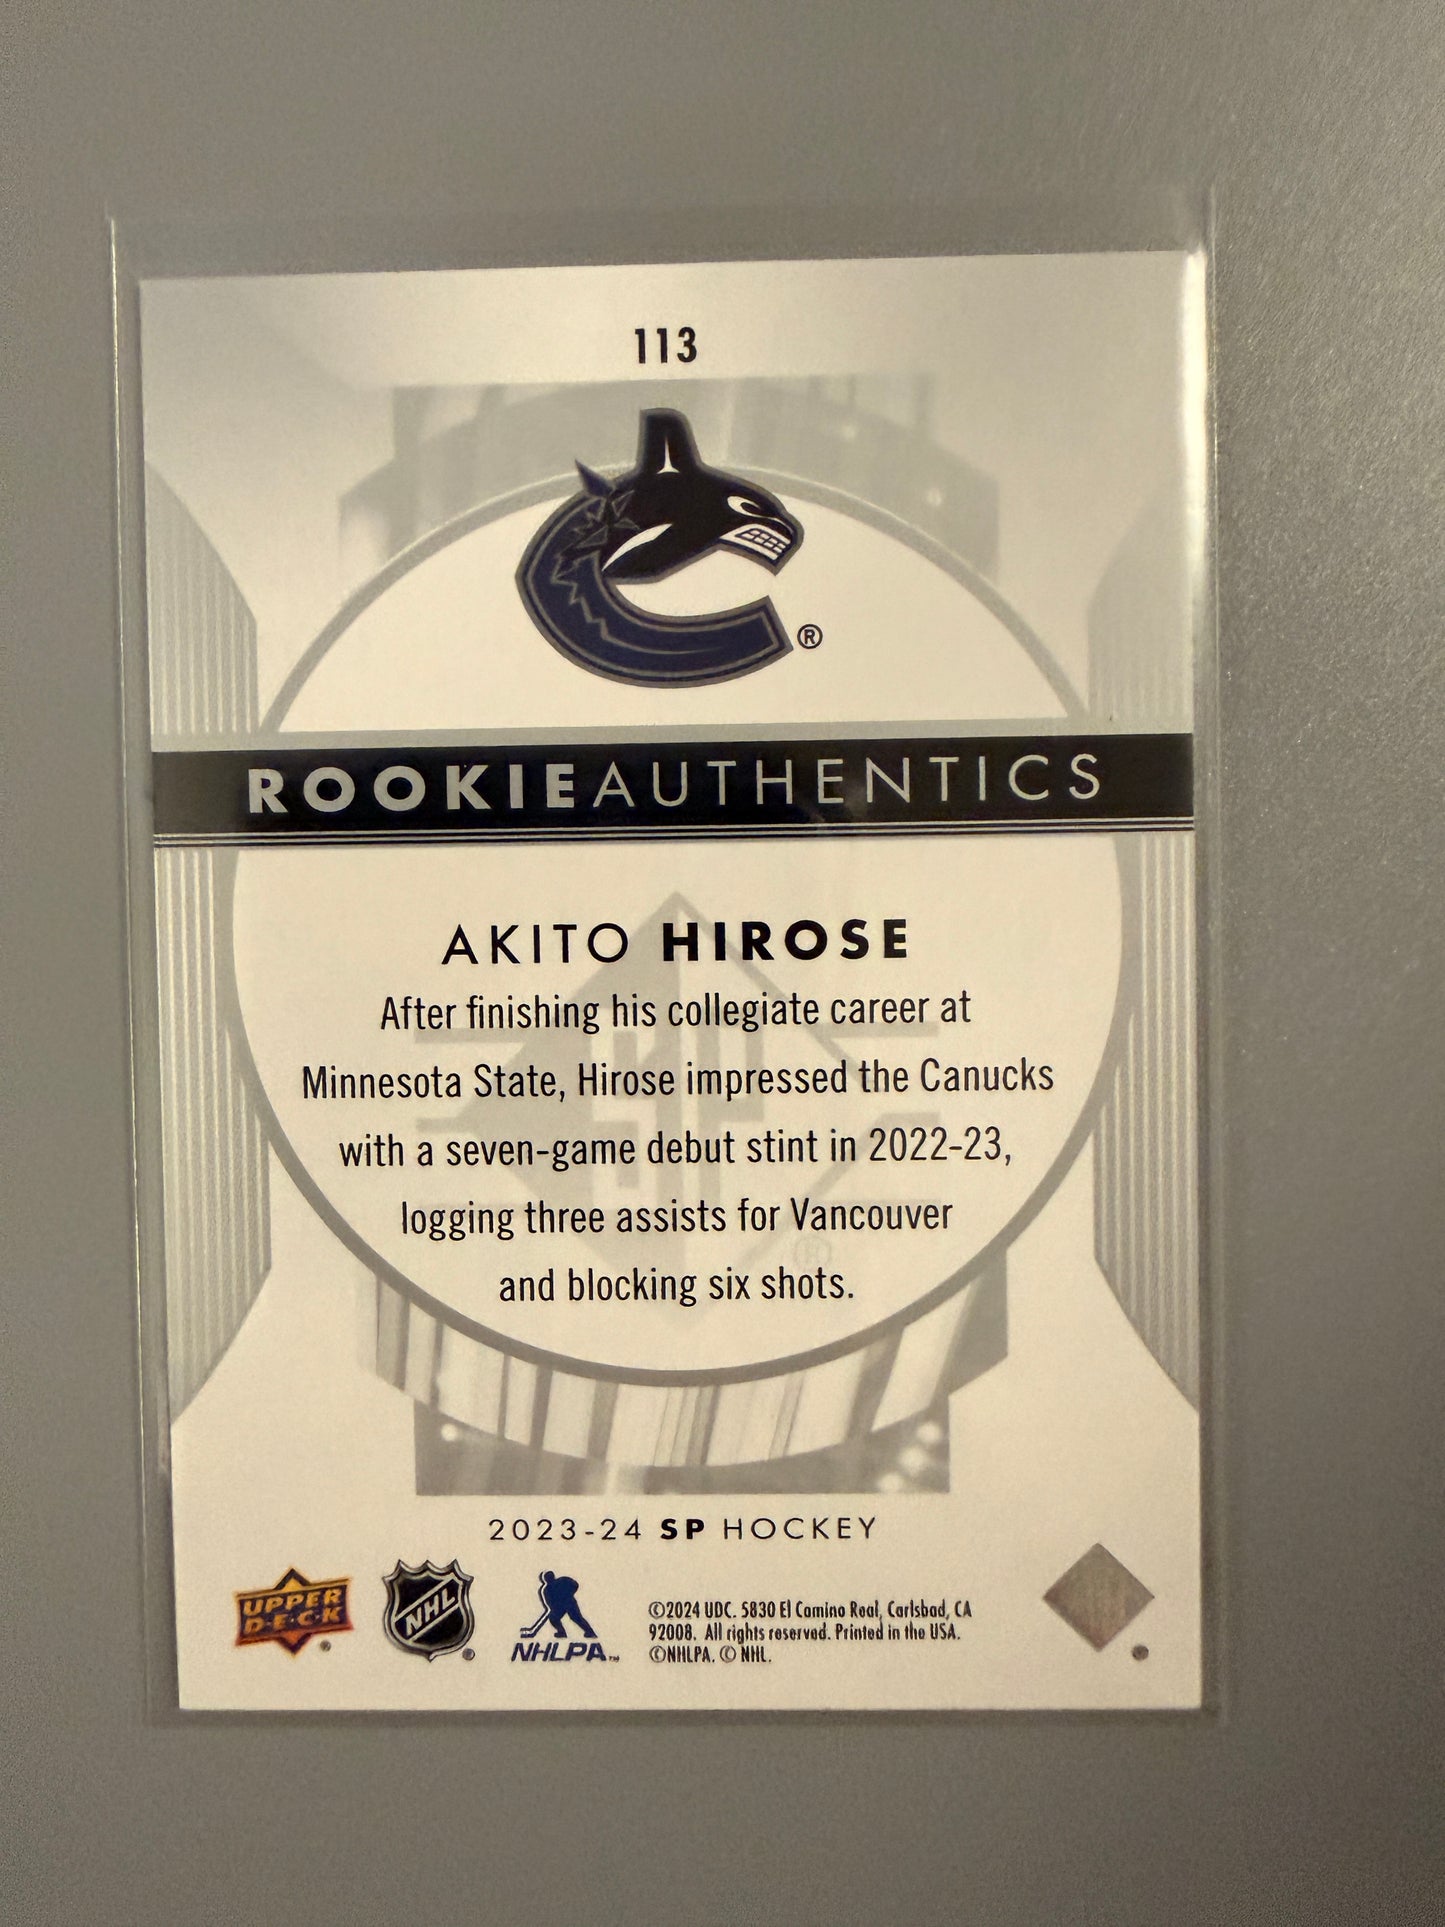 113
®
ROOKIEAUTHENTICS
AKITO HIROSE
After finishing his collegiate career at
Minnesota State, Hirose impressed the Canucks
with a seven-game debut stint in 2022-23,
logging three assists for Vancouver
and blocking six shots.
2023-24 SP HOCKEY
UPPER
DECK
NHL
NHLPA™
©2024 UDC. 5830 El Camino Real, Carlsbad, CA
92008. All rights reserved. Printed in the USA.
©NHLPA. © NHL.